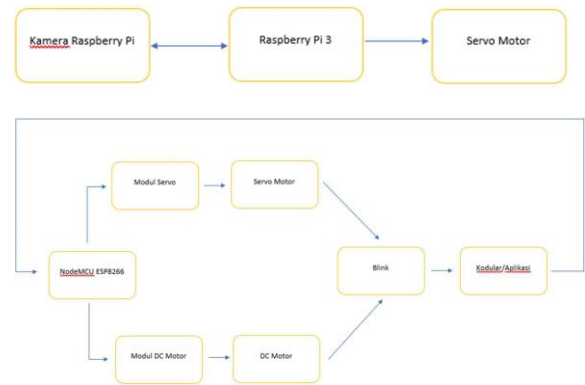 Kamera Raspberry Pi
Raspberry Pi 3
Servo Motor
Modul Servo
Servo Motor
NodeMCU ESP8266
Blink
Kodular/Aplikasi
Modul DC Motor
DC Motor